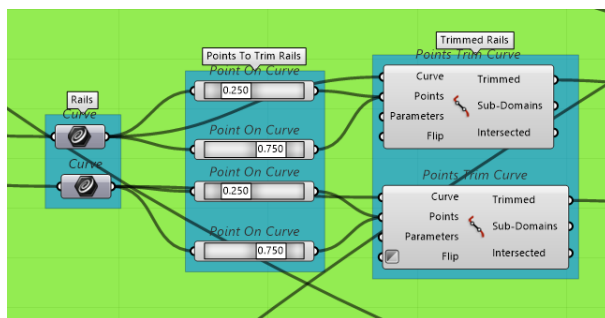 Rails
Curve
Curve
Points To Trim Rails
Point On Curve
0.250
Point On Curve
0.750
Point On Curve
0.250
Point On Curve
0.750
Trimmed Rails
Points Trim Curve
Curve
Points
Parameters
Flip
Trimmed
Sub-Domains
Intersected
Points Trim Curve
Curve
Points
Parameters
Flip
Trimmed
Sub-Domains
Intersected